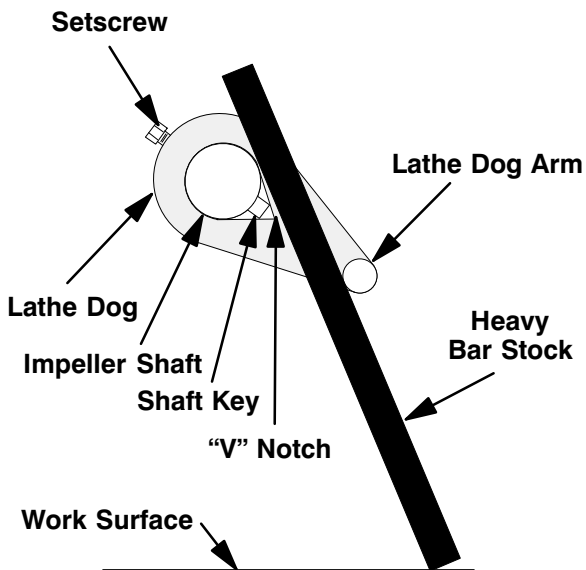 Setscrew
Lathe Dog Arm
Lathe Dog
Impeller Shaft
Shaft Key
“V” Notch
Heavy
Bar Stock
Work Surface